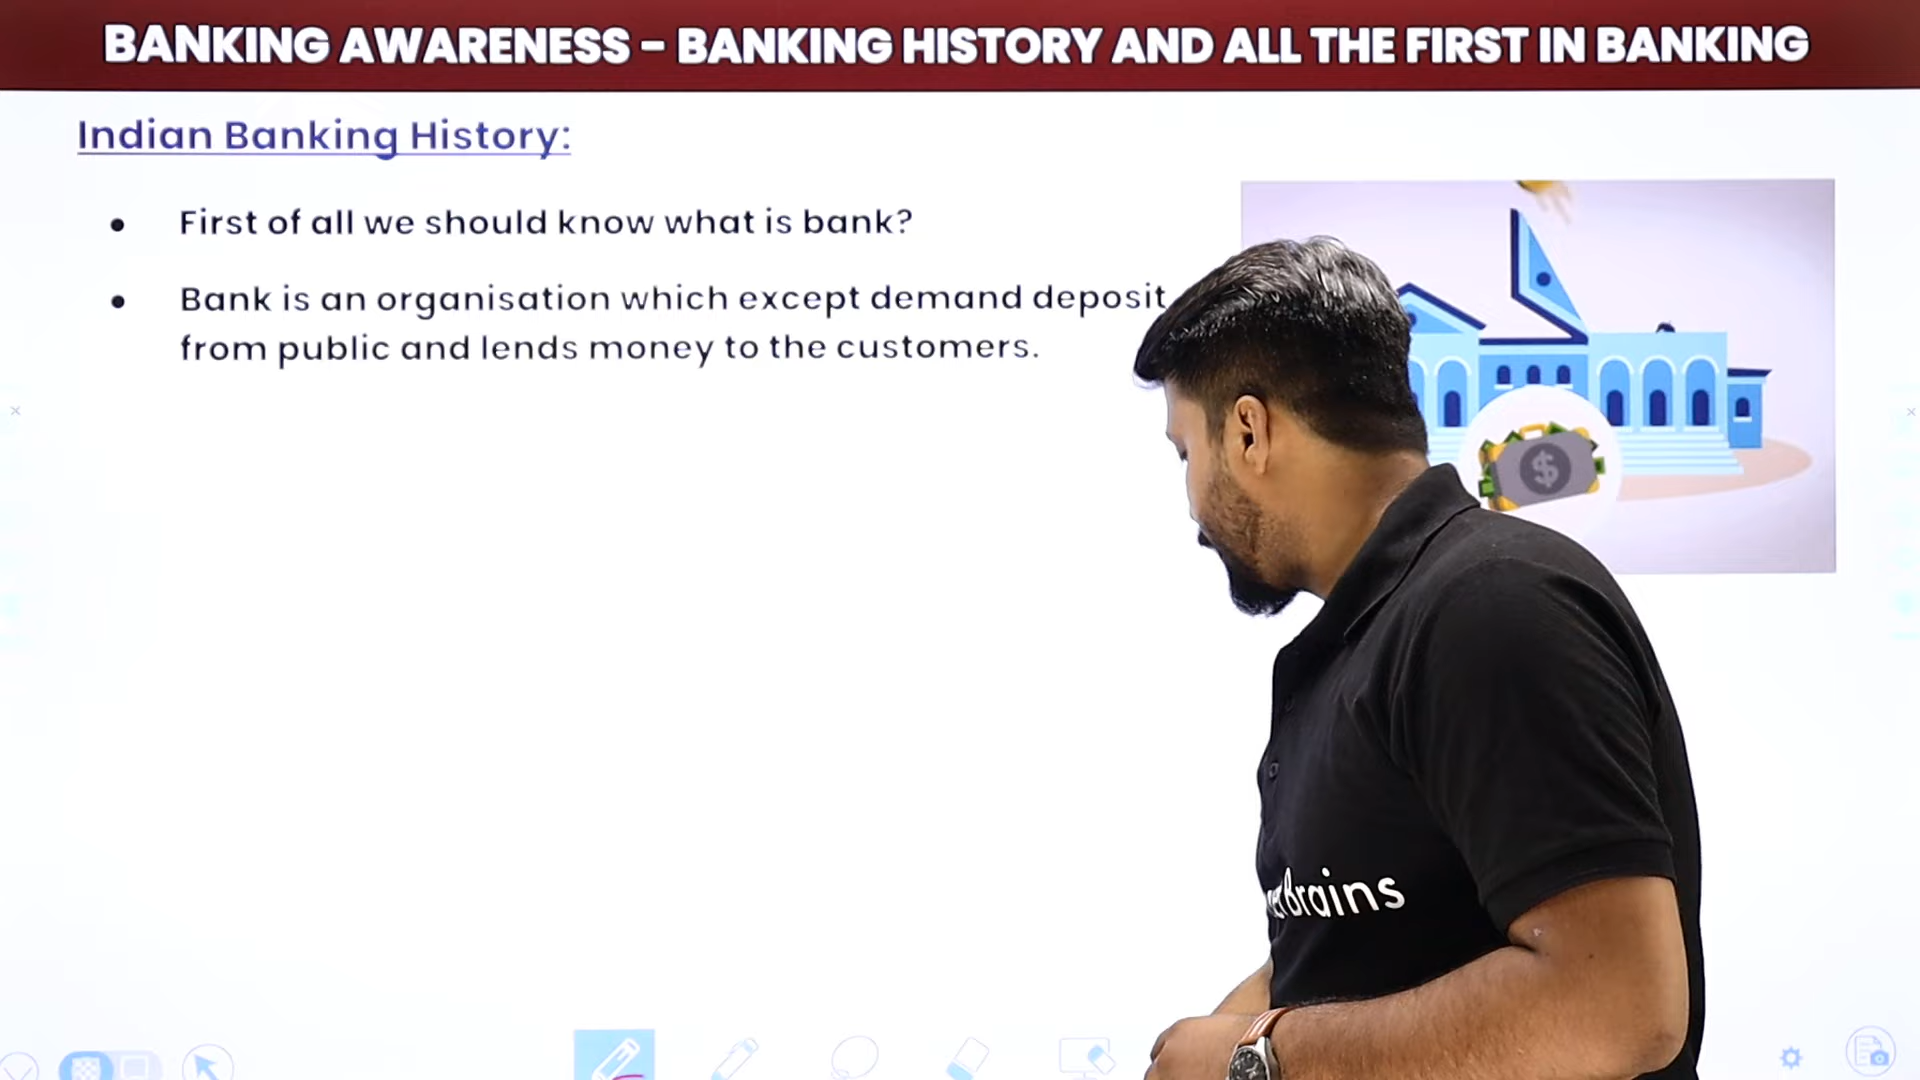 BANKING AWARENESS – BANKING HISTORY AND ALL THE FIRST IN BANKING
Indian Banking History:
• First of all we should know what is bank?
• Bank is an organisation which except demand deposit
from public and lends money to the customers.
$
Brains